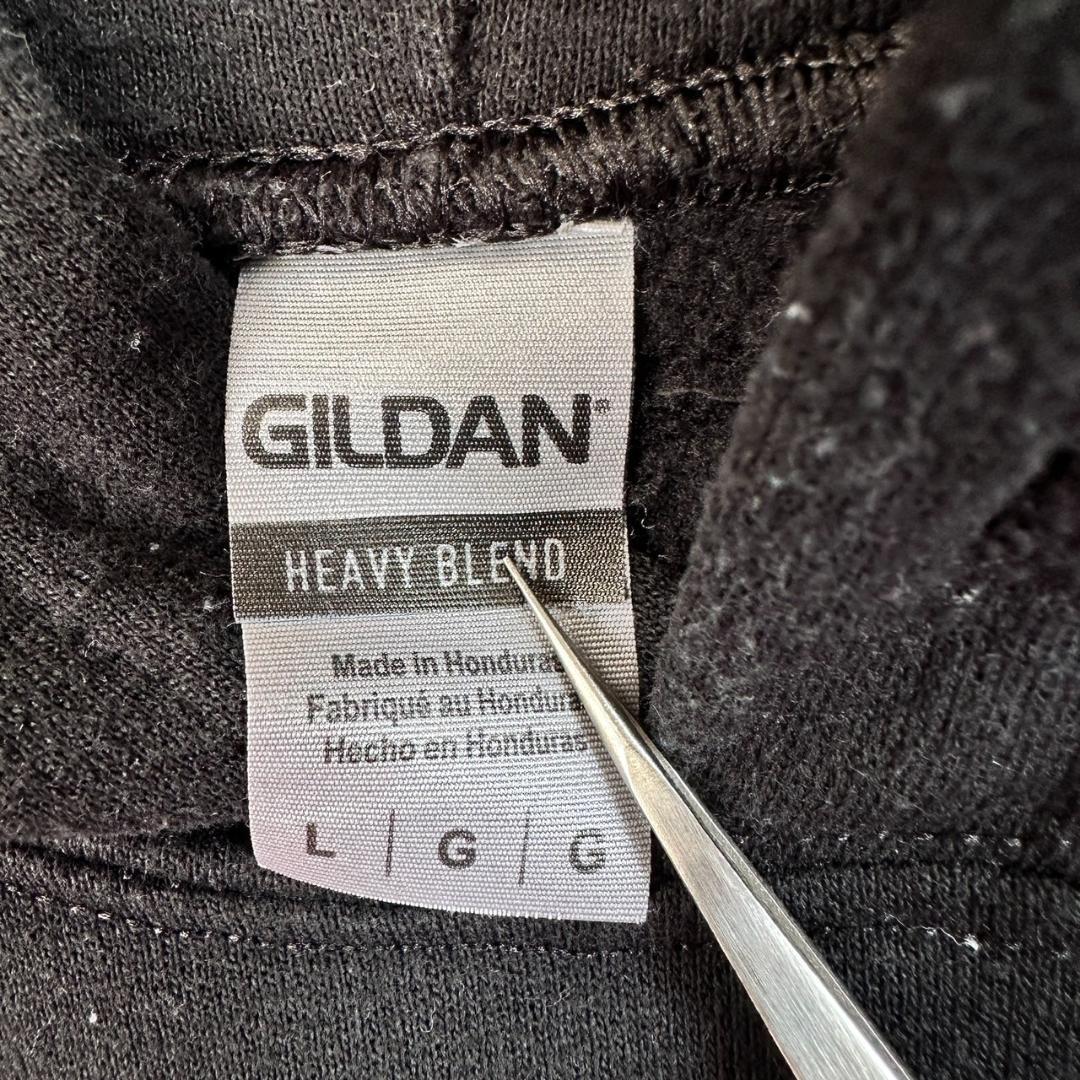 GILDAN®
HEAVY BLEND
Made in Honduras
Fabriqué au Honduras
Hecho en Honduras
L | G | G